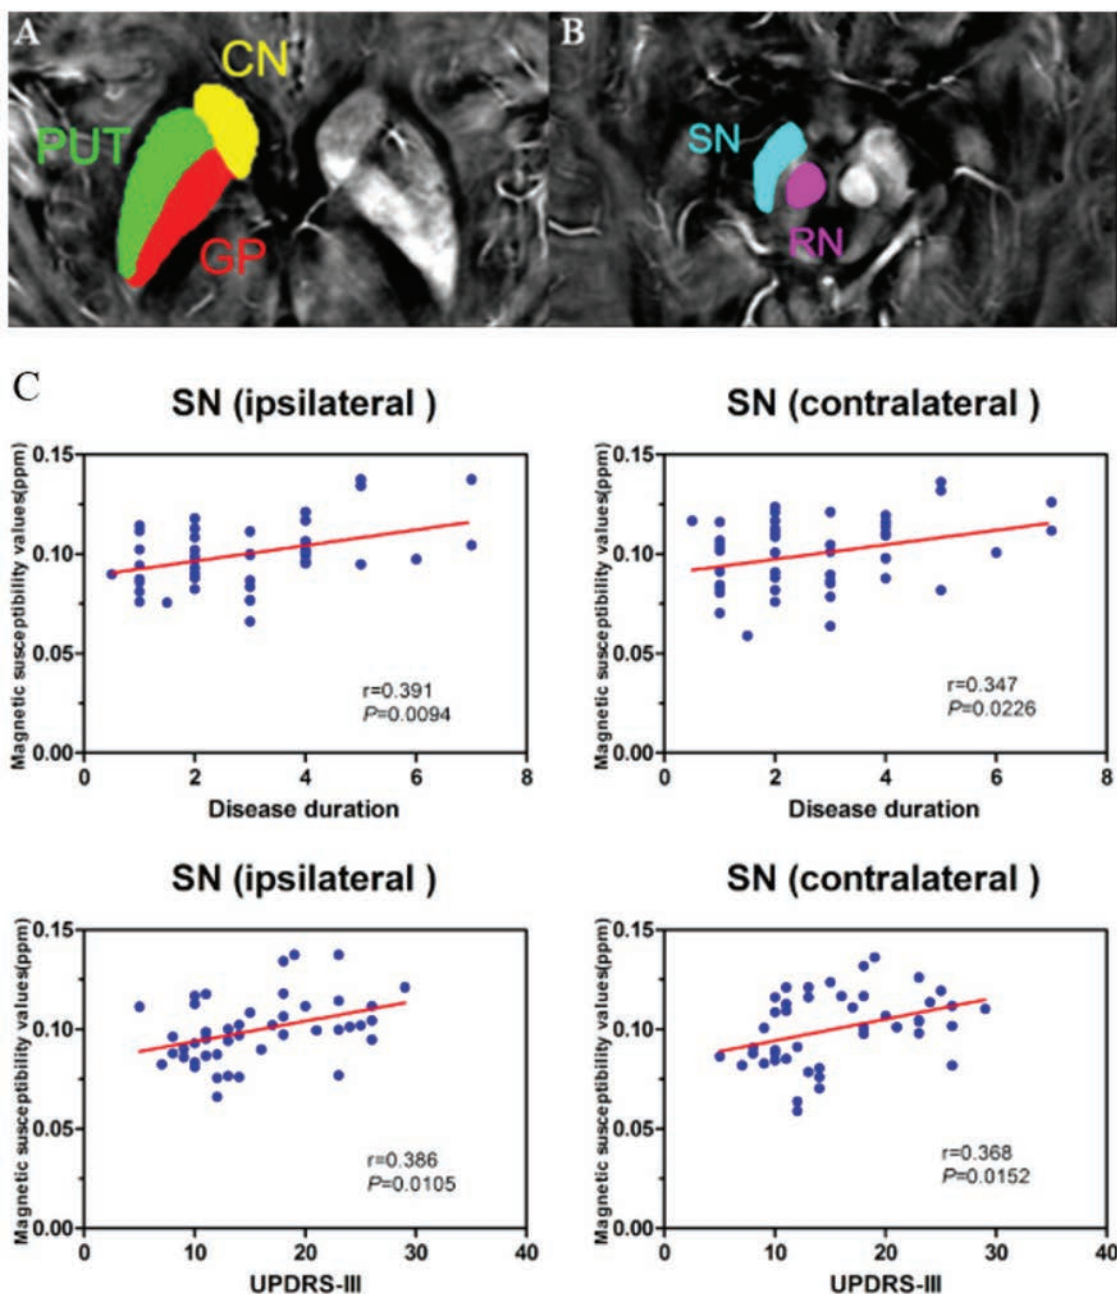 A
CN
PUT
GP
B
SN
RN
C
SN (ipsilateral )
Magnetic susceptibility values(ppm)
0.15
0.10
0.05
0.00
r=0.391
P=0.0094
0 2 4 6 8
Disease duration
SN (contralateral )
Magnetic susceptibility values(ppm)
0.15
0.10
0.05
0.00
r=0.347
P=0.0226
0 2 4 6 8
Disease duration
SN (ipsilateral )
Magnetic susceptibility values(ppm)
0.15
0.10
0.05
0.00
r=0.386
P=0.0105
0 10 20 30 40
UPDRS-III
SN (contralateral )
Magnetic susceptibility values(ppm)
0.15
0.10
0.05
0.00
r=0.368
P=0.0152
0 10 20 30 40
UPDRS-III